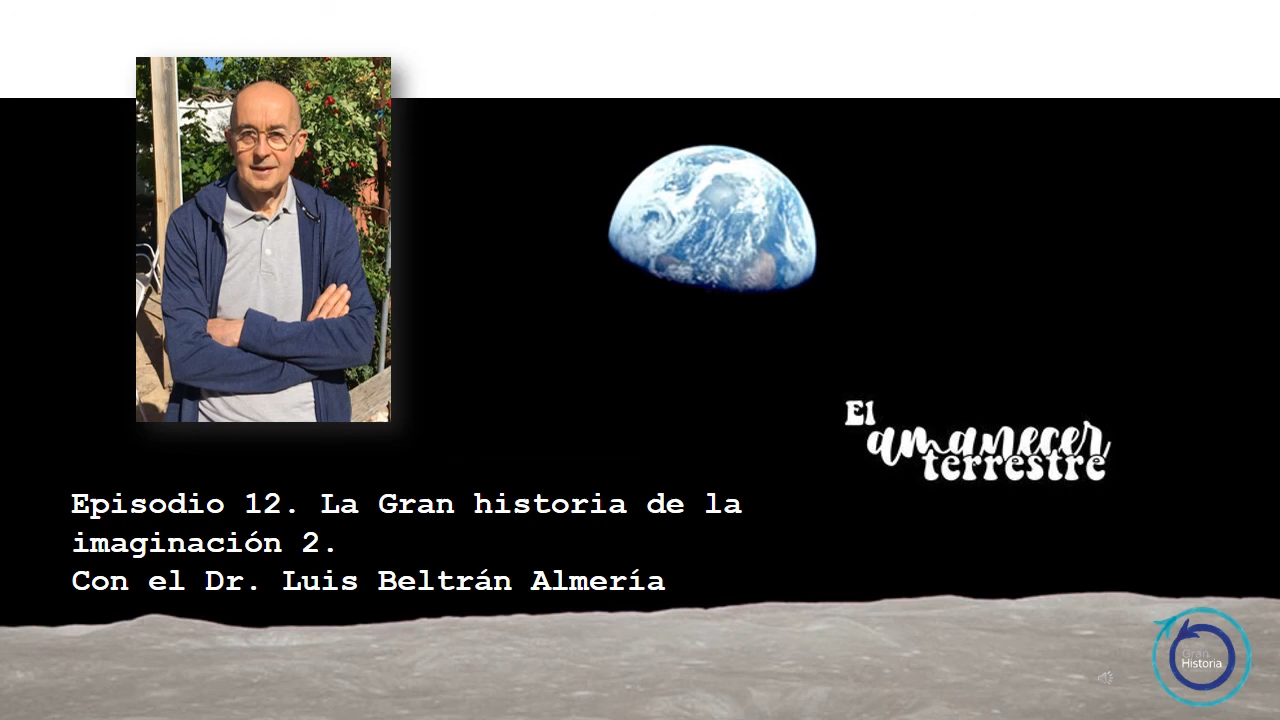 El
amanecer
terrestre
Episodio 12. La Gran historia de la
imaginación 2.
Con el Dr. Luis Beltrán Almería
Gran
Historia